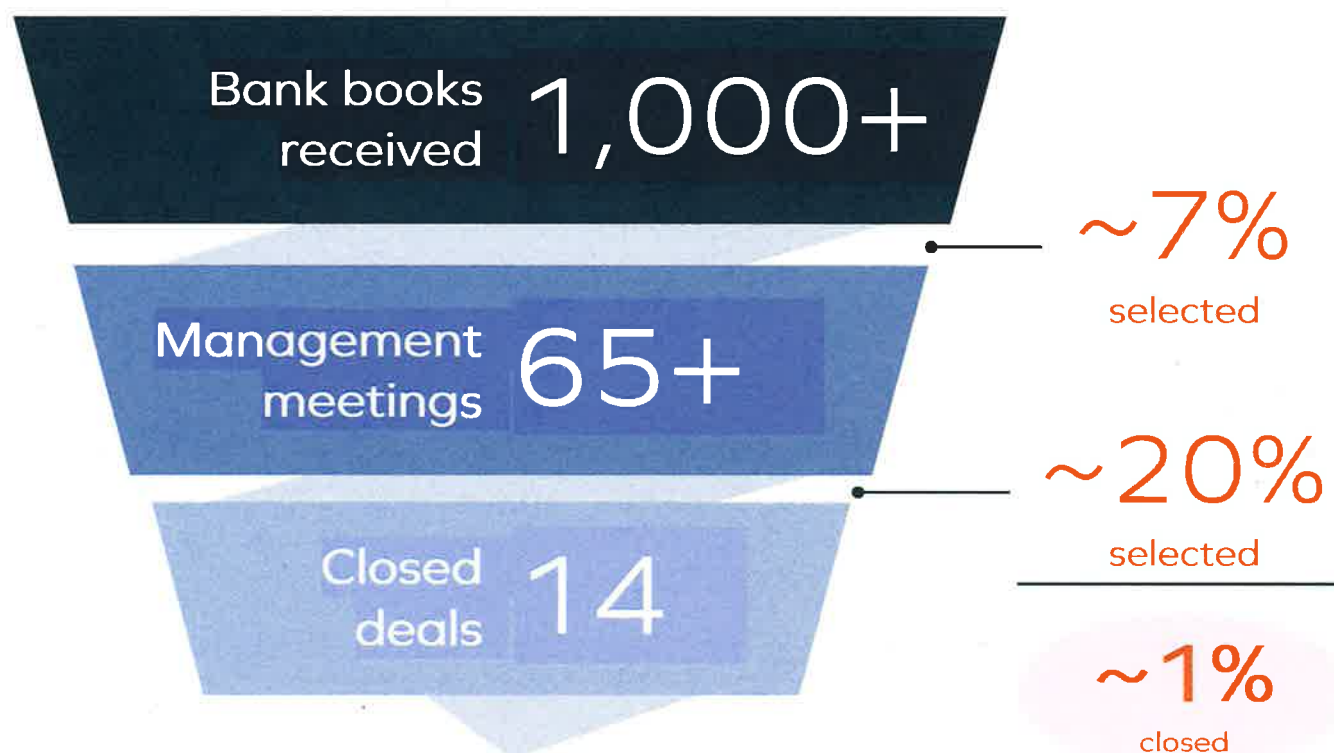 Bank books
received
1,000+
~7%
selected
Management
meetings
65+
~20%
selected
Closed
deals
14
~1%
closed